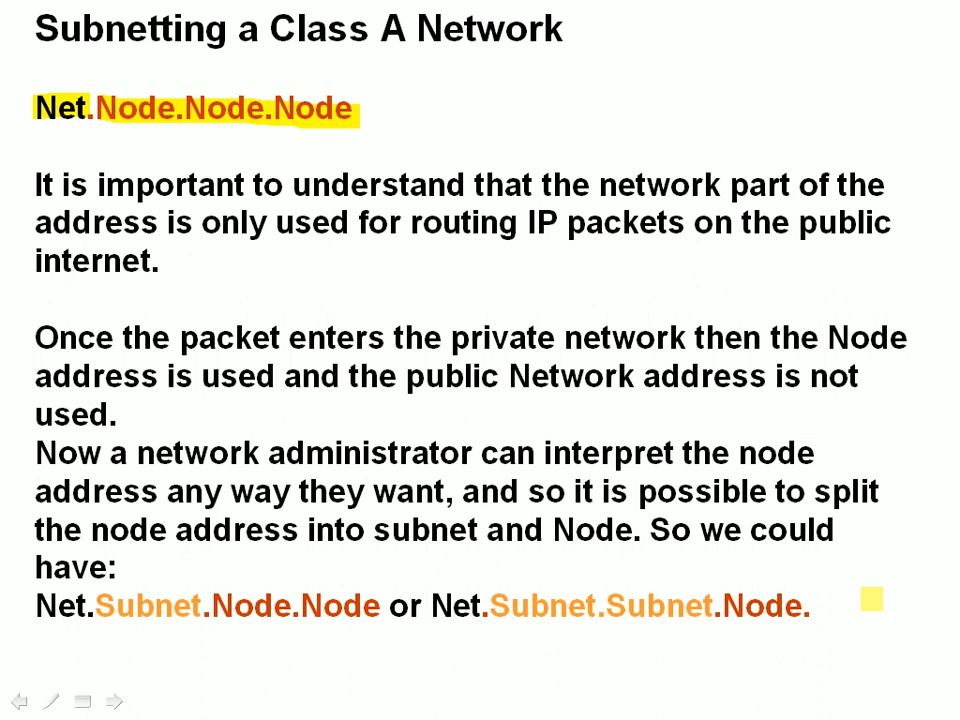 Subnetting a Class A Network
Net.Node.Node.Node
It is important to understand that the network part of the
address is only used for routing IP packets on the public
internet.
Once the packet enters the private network then the Node
address is used and the public Network address is not
used.
Now a network administrator can interpret the node
address any way they want, and so it is possible to split
the node address into subnet and Node. So we could
have:
Net.Subnet.Node.Node or Net.Subnet.Subnet.Node.